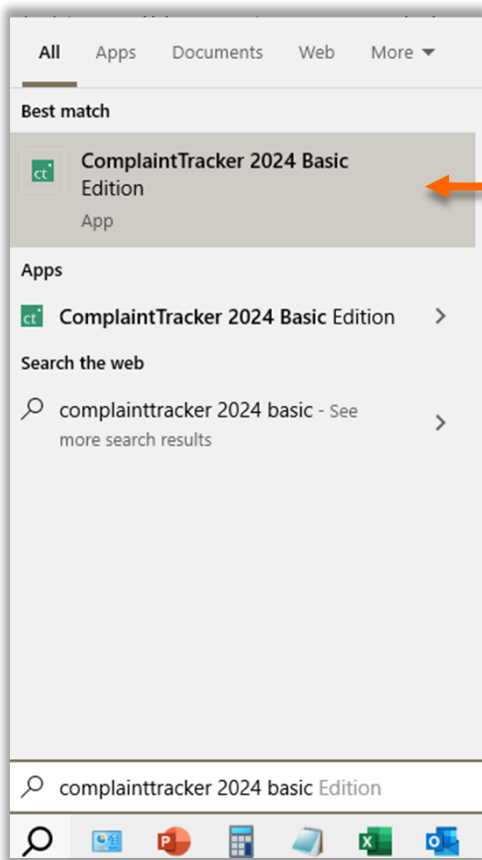 All Apps Documents Web More
Best match
ct
ComplaintTracker 2024 Basic
Edition
App
Apps
ct ComplaintTracker 2024 Basic Edition
Search the web
complainttracker 2024 basic - See
more search results
complainttracker 2024 basic Edition